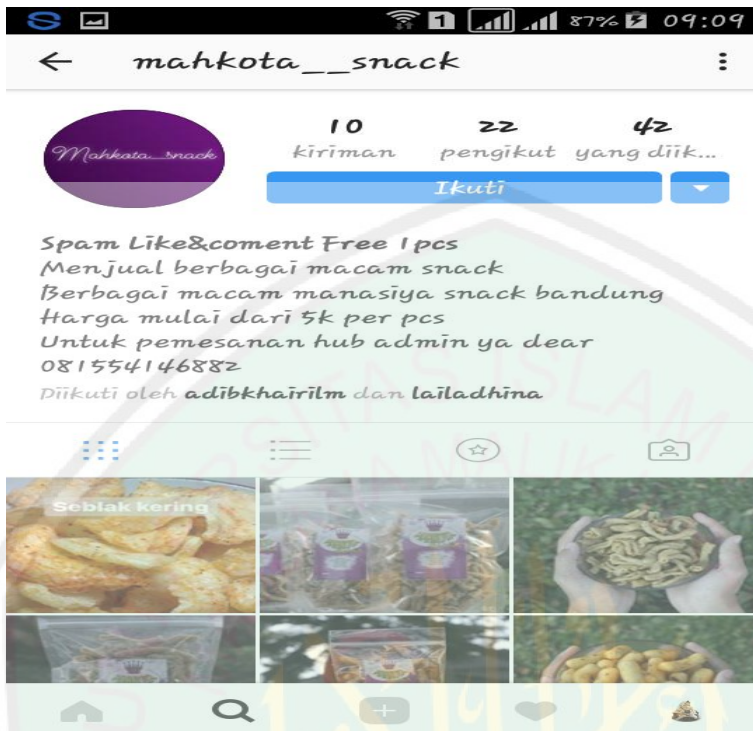 1 87% 09:09
mahkota__snack
10 22 42
kiriman pengikut yang diik...
Mahkota__snack
Ikuti
Spam Like&coment Free 1pcs
Menjual berbagai macam snack
Berbagai macam manasiya snack bandung
Harga mulai dari 5k per pcs
Untuk pemesanan hub admin ya dear
081554146882
Diikuti oleh adibkhairilm dan lailadhina
Seblak kering